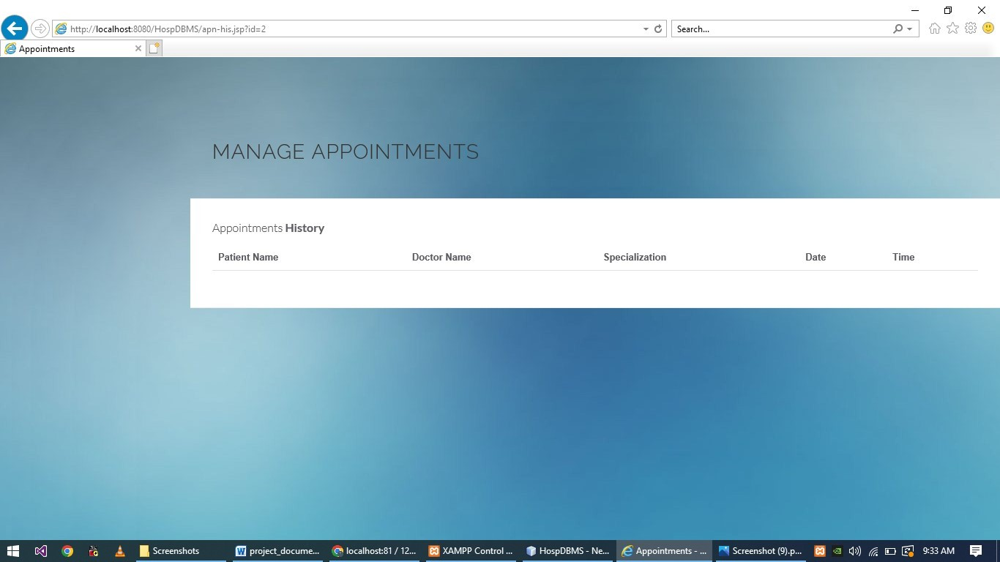 http://localhost:8080/HospDBMS/apn-his.jsp?id=2
Search...
Appointments
MANAGE APPOINTMENTS
Appointments History
Patient Name Doctor Name Specialization Date Time
Screenshots project_docume... localhost:81 / 12... XAMPP Control ... HospDBMS - Ne... Appointments - ... Screenshot (9).p... 9:33 AM